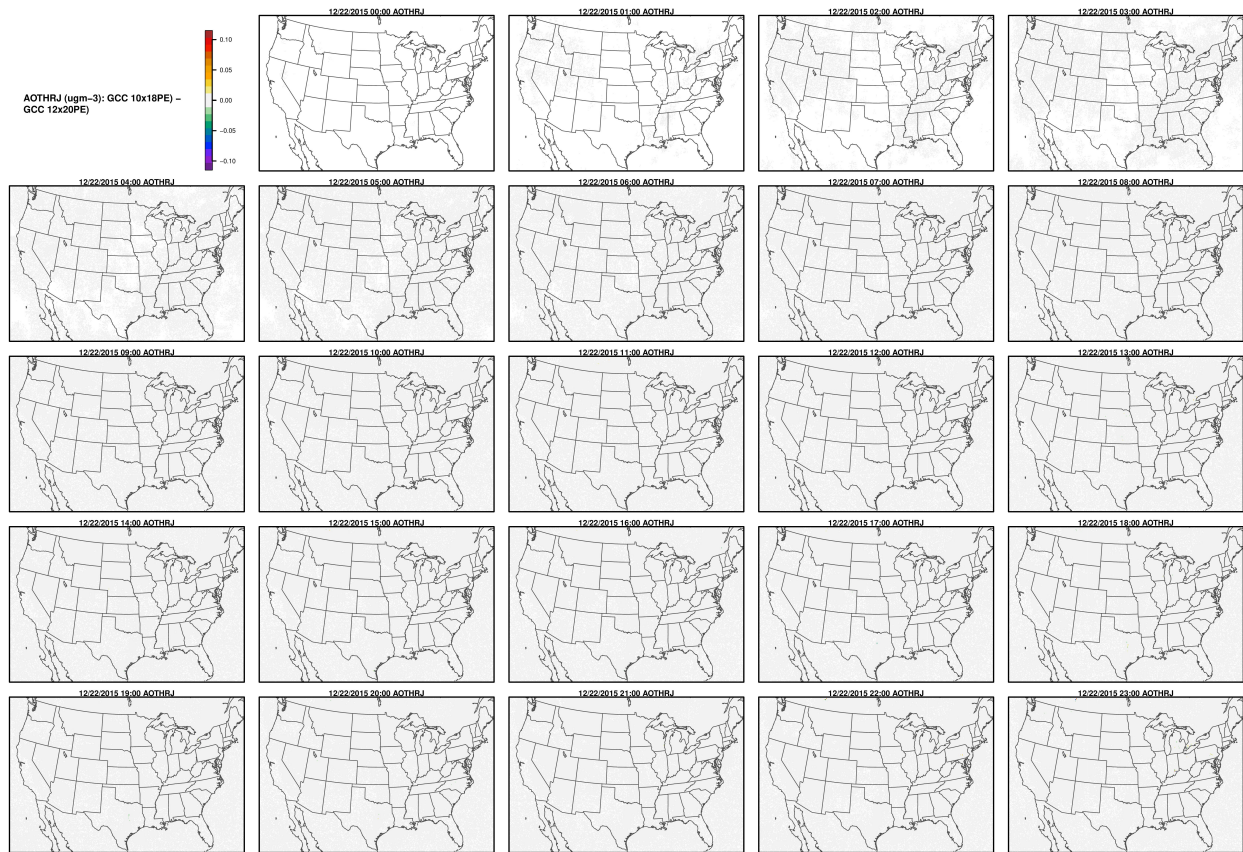 12/22/2015 00:00 AOTHRJ
12/22/2015 01:00 AOTHRJ
12/22/2015 02:00 AOTHRJ
12/22/2015 03:00 AOTHRJ
0.10
0.05
0.00
−0.05
−0.10
AOTHRJ (ugm−3): GCC 10x18PE) −
GCC 12x20PE)
12/22/2015 04:00 AOTHRJ
12/22/2015 05:00 AOTHRJ
12/22/2015 06:00 AOTHRJ
12/22/2015 07:00 AOTHRJ
12/22/2015 08:00 AOTHRJ
12/22/2015 09:00 AOTHRJ
12/22/2015 10:00 AOTHRJ
12/22/2015 11:00 AOTHRJ
12/22/2015 12:00 AOTHRJ
12/22/2015 13:00 AOTHRJ
12/22/2015 14:00 AOTHRJ
12/22/2015 15:00 AOTHRJ
12/22/2015 16:00 AOTHRJ
12/22/2015 17:00 AOTHRJ
12/22/2015 18:00 AOTHRJ
12/22/2015 19:00 AOTHRJ
12/22/2015 20:00 AOTHRJ
12/22/2015 21:00 AOTHRJ
12/22/2015 22:00 AOTHRJ
12/22/2015 23:00 AOTHRJ